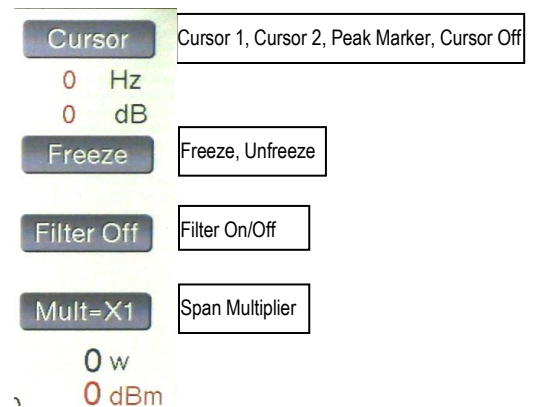 Cursor
Cursor 1, Cursor 2, Peak Marker, Cursor Off
0 Hz
0 dB
Freeze
Freeze, Unfreeze
Filter Off
Filter On/Off
Mult=X1
Span Multiplier
0 w
0 dBm